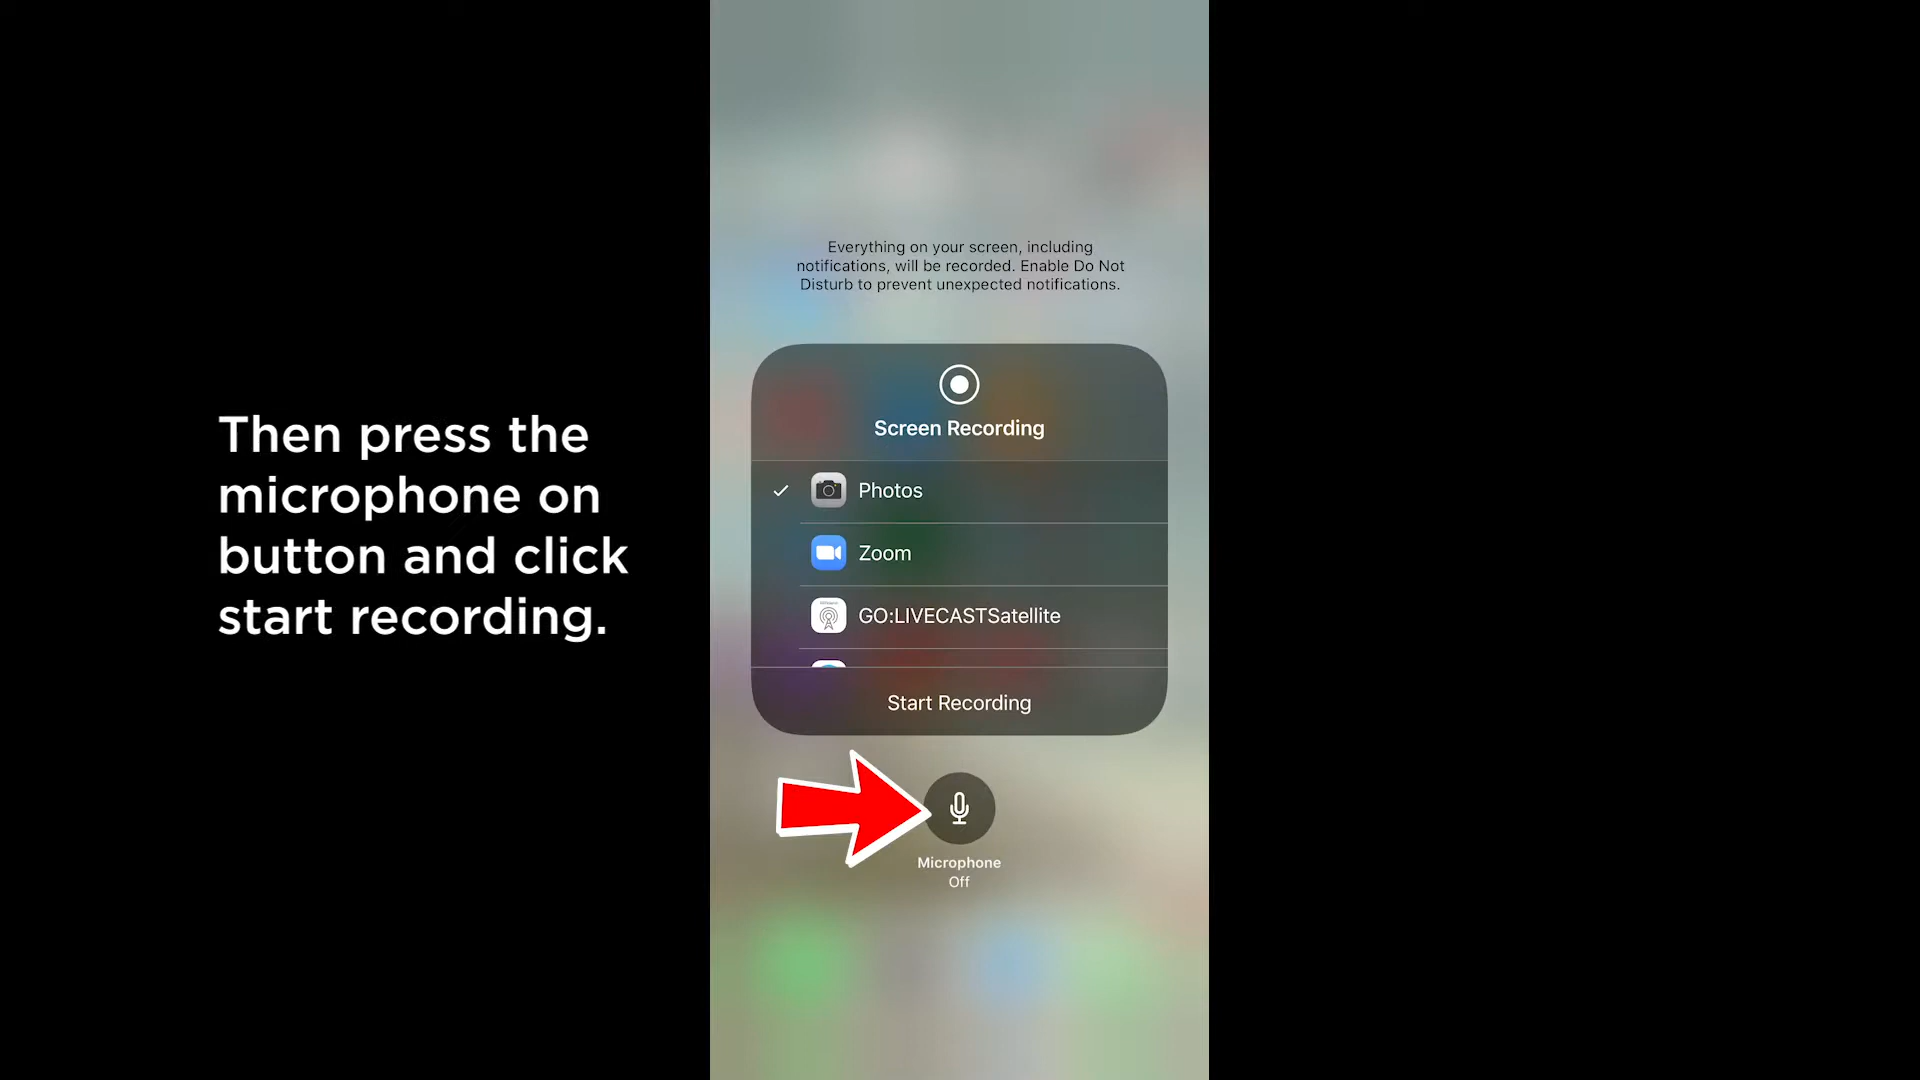 Then press the
microphone on
button and click
start recording.
Everything on your screen, including
notifications, will be recorded. Enable Do Not
Disturb to prevent unexpected notifications.
Screen Recording
Photos
Zoom
GO:LIVECASTSatellite
Start Recording
Microphone
Off